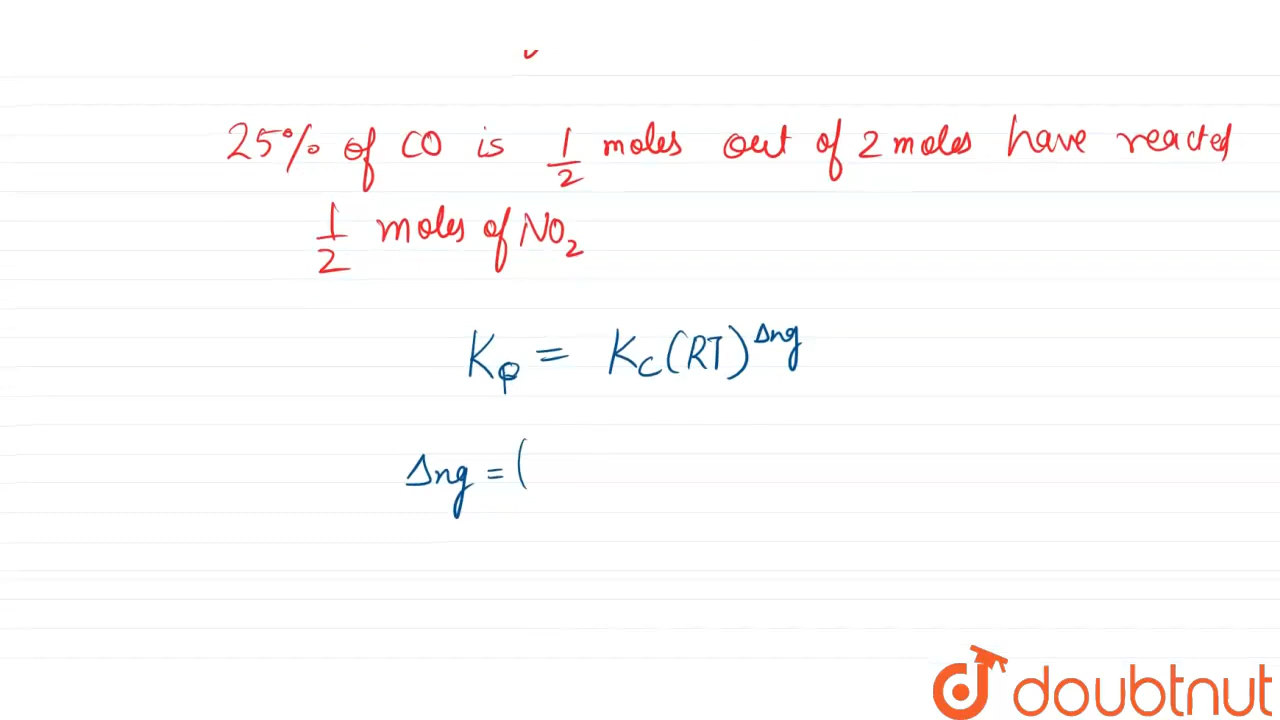 25% of CO is 1/2 moles out of 2 moles have reacted
1/2 moles of NO₂
Kp = Kc(RT)^Δng
Δng = (
doubtnut